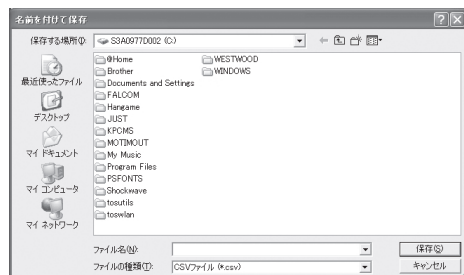 名前を付けて保存
保存する場所(I): S3A0977D002 (C:)
最近使ったファイル
デスクトップ
マイ ドキュメント
マイ コンピュータ
マイ ネットワーク
@Home
Brother
Documents and Settings
FALCOM
Hangame
JUST
KPCMS
MOTIMOUT
My Music
Program Files
PSFONTS
Shockwave
tosutils
toswlan
WESTWOOD
WINDOWS
ファイル名(N): 保存(S)
ファイルの種類(T): CSVファイル (*.csv) キャンセル